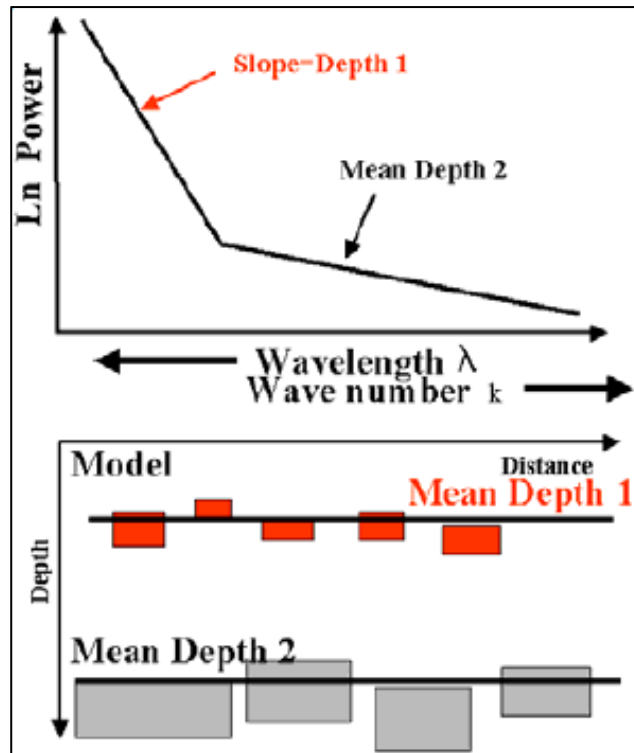 Ln Power
Slope=Depth 1
Mean Depth 2
Wavelength λ
Wave number k
Model
Distance
Mean Depth 1
Depth
Mean Depth 2